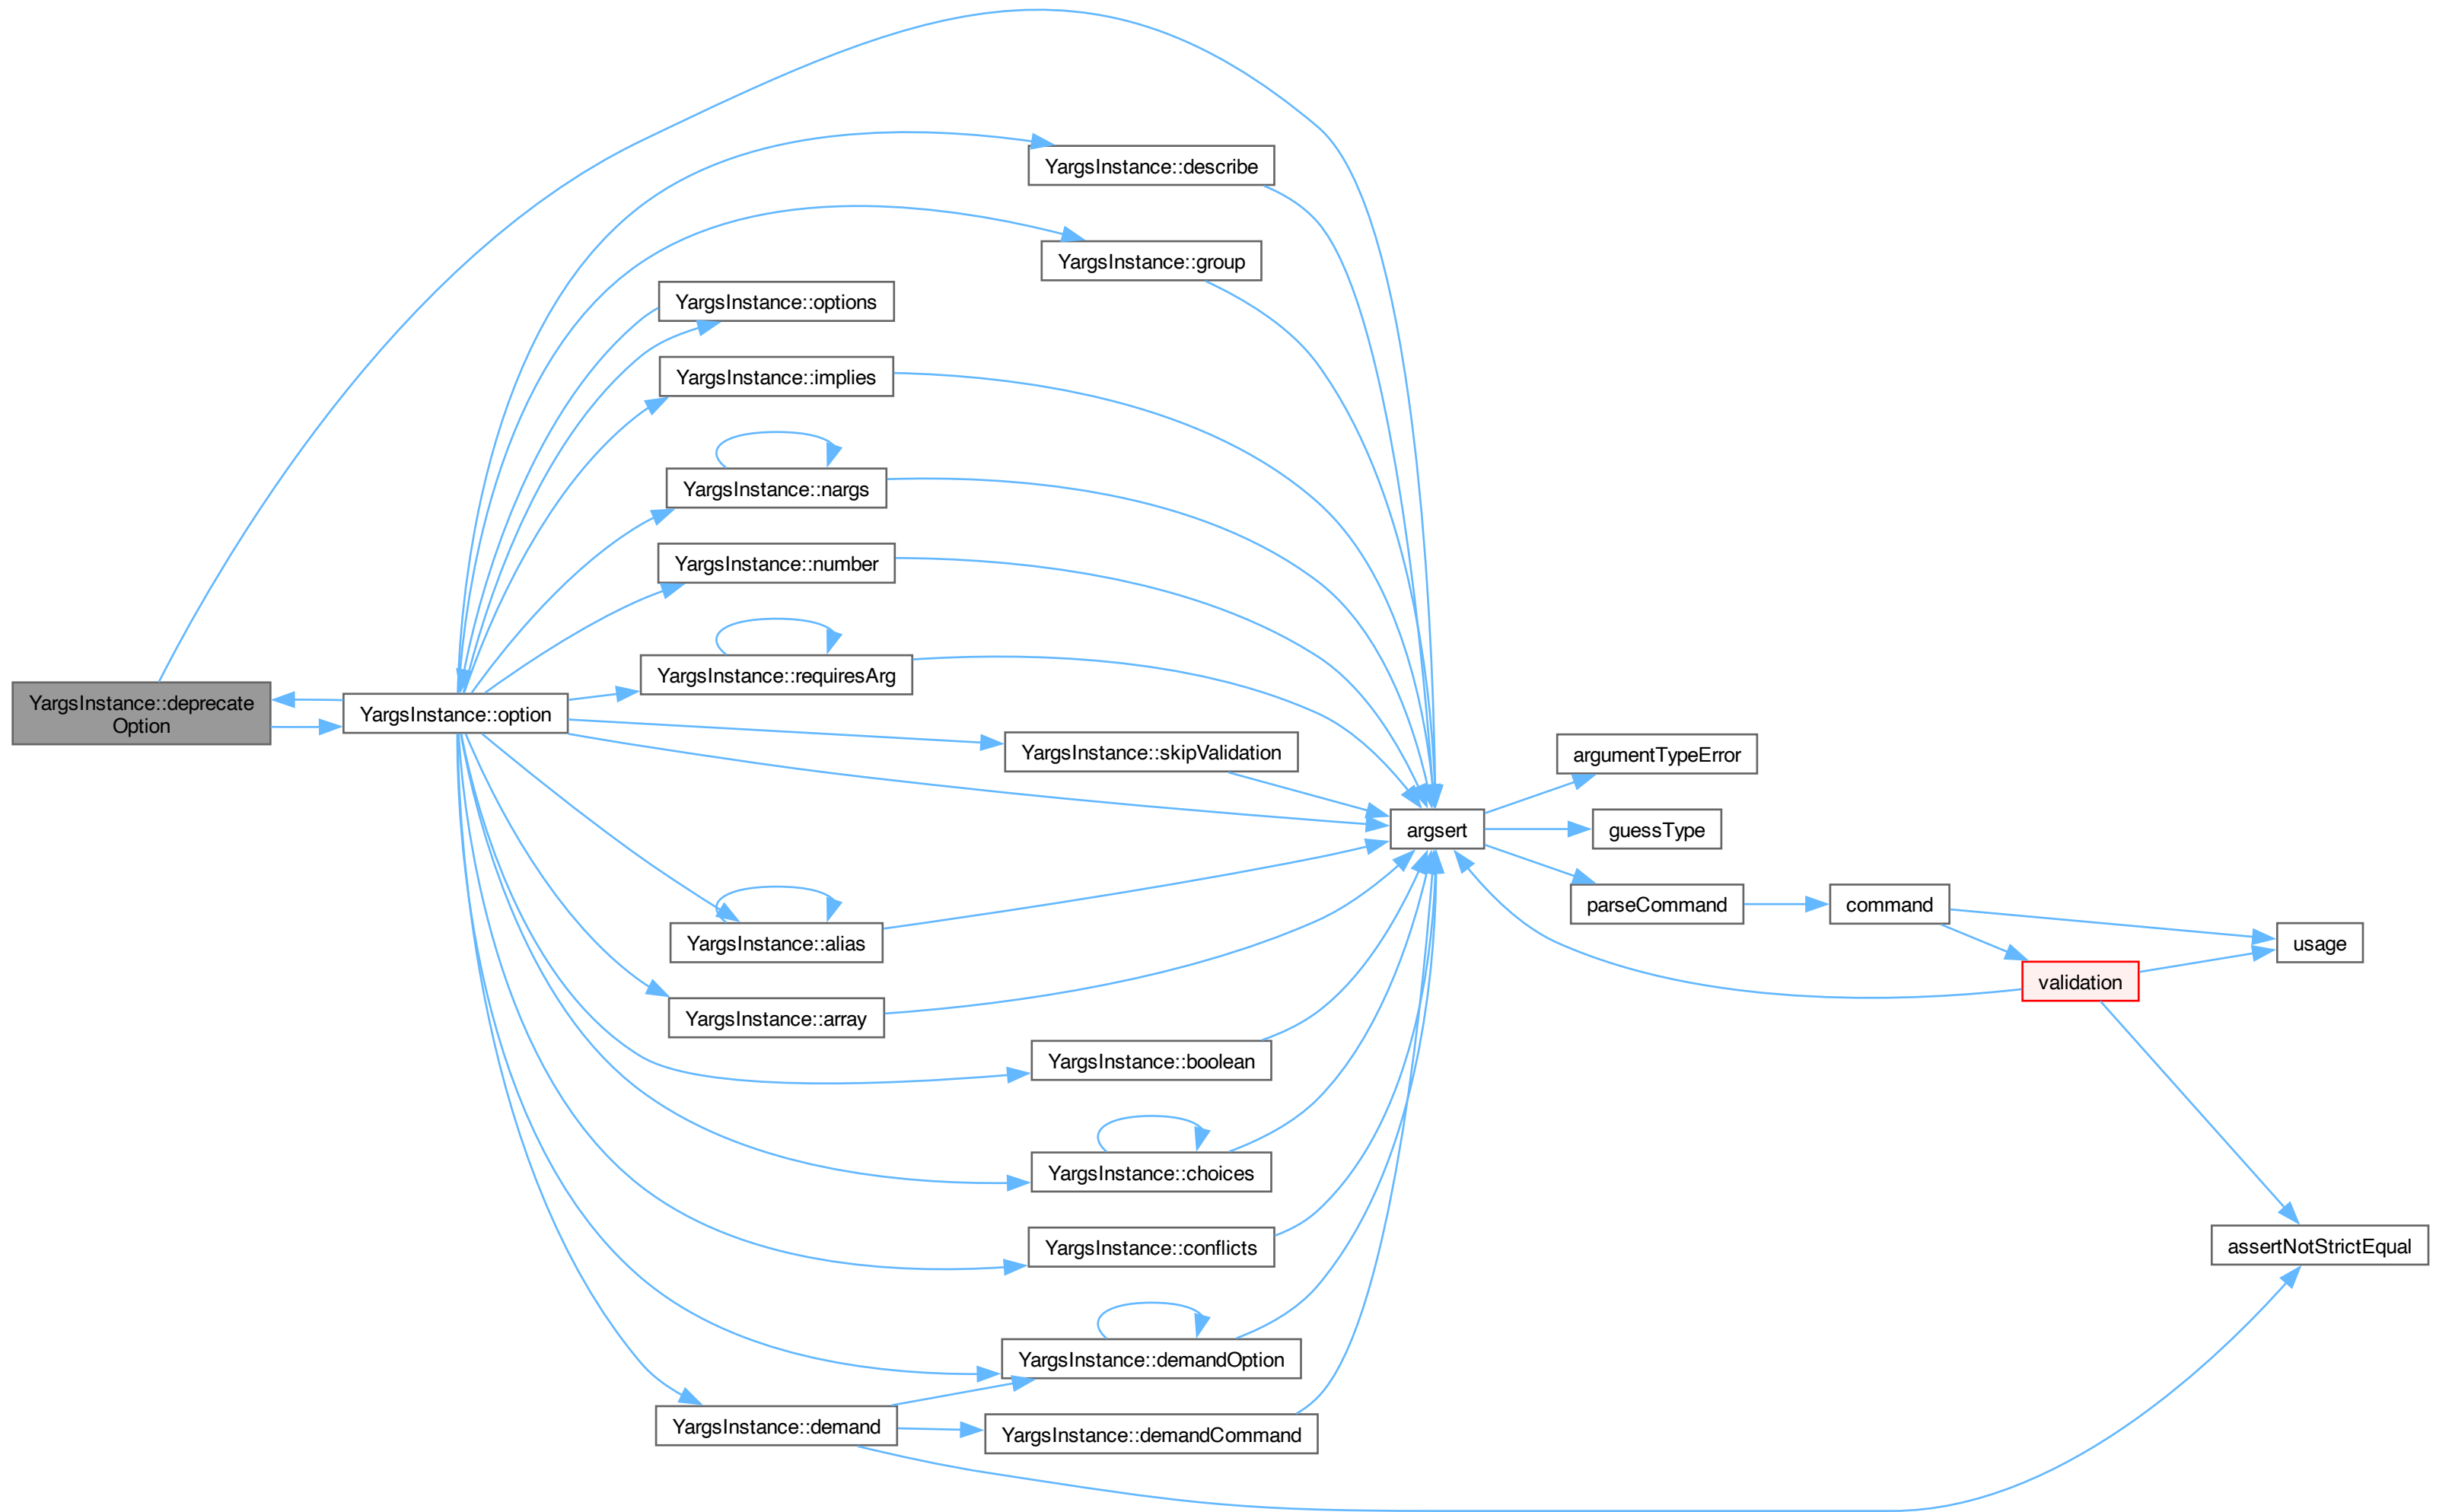 YargsInstance::describe
YargsInstance::group
YargsInstance::options
YargsInstance::implies
YargsInstance::nargs
YargsInstance::number
YargsInstance::requiresArg
YargsInstance::deprecate
Option
YargsInstance::option
YargsInstance::skipValidation
argumentTypeError
argsert
guessType
parseCommand
command
YargsInstance::alias
usage
validation
YargsInstance::array
YargsInstance::boolean
YargsInstance::choices
YargsInstance::conflicts
assertNotStrictEqual
YargsInstance::demandOption
YargsInstance::demand
YargsInstance::demandCommand